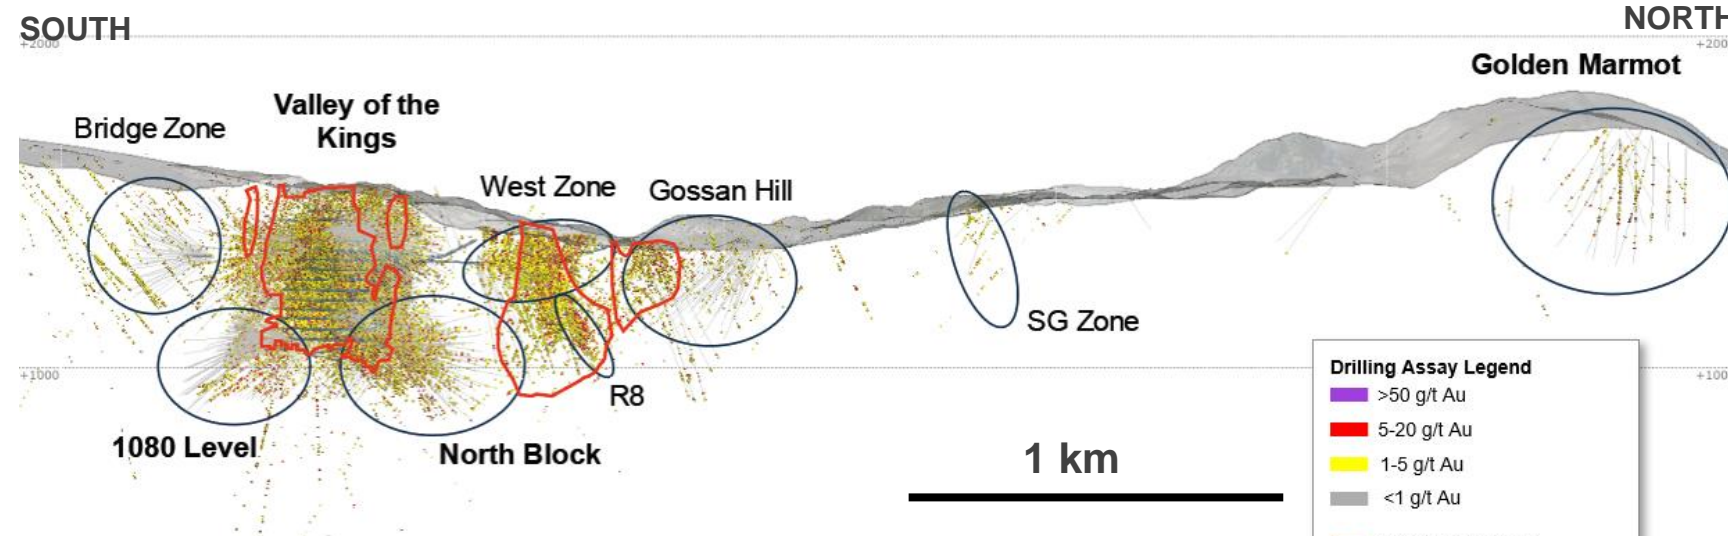 SOUTH
NORTH
+2000
+200
Golden Marmot
Valley of the
Kings
Bridge Zone
West Zone
Gossan Hill
SG Zone
+1000
+100
R8
1080 Level
North Block
1 km
Drilling Assay Legend
>50 g/t Au
5-20 g/t Au
1-5 g/t Au
<1 g/t Au